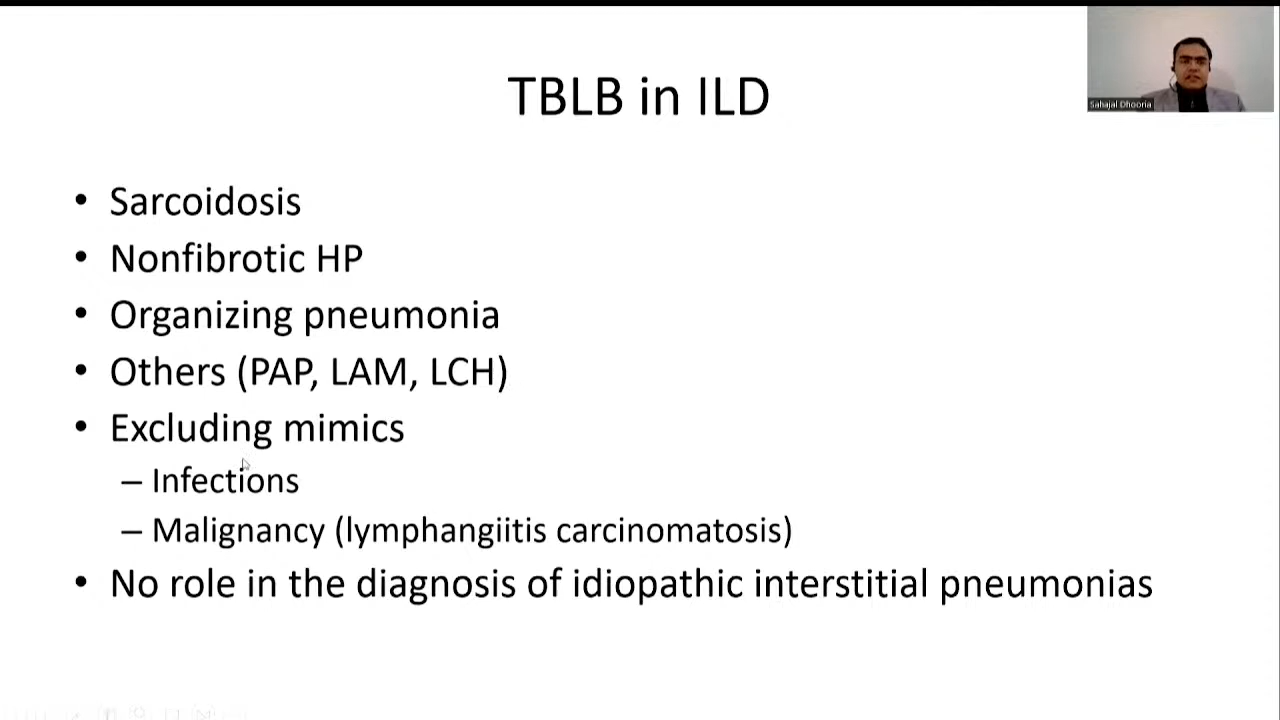 TBLB in ILD
Sahajal Dhooria
• Sarcoidosis
• Nonfibrotic HP
• Organizing pneumonia
• Others (PAP, LAM, LCH)
• Excluding mimics
– Infections
– Malignancy (lymphangiitis carcinomatosis)
• No role in the diagnosis of idiopathic interstitial pneumonias